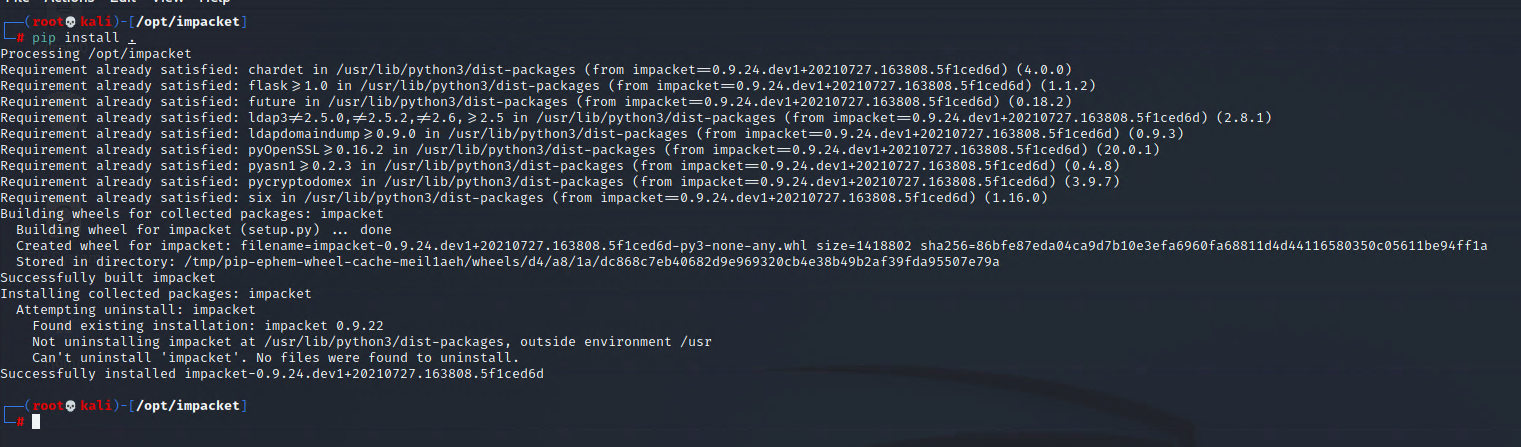 File Actions Edit View Help
┌──(root💀kali)-[/opt/impacket]
└─# pip install .
Processing /opt/impacket
Requirement already satisfied: chardet in /usr/lib/python3/dist-packages (from impacket==0.9.24.dev1+20210727.163808.5f1ced6d) (4.0.0)
Requirement already satisfied: flask>=1.0 in /usr/lib/python3/dist-packages (from impacket==0.9.24.dev1+20210727.163808.5f1ced6d) (1.1.2)
Requirement already satisfied: future in /usr/lib/python3/dist-packages (from impacket==0.9.24.dev1+20210727.163808.5f1ced6d) (0.18.2)
Requirement already satisfied: ldap3!=2.5.0,!=2.5.2,!=2.6,>=2.5 in /usr/lib/python3/dist-packages (from impacket==0.9.24.dev1+20210727.163808.5f1ced6d) (2.8.1)
Requirement already satisfied: ldapdomaindump>=0.9.0 in /usr/lib/python3/dist-packages (from impacket==0.9.24.dev1+20210727.163808.5f1ced6d) (0.9.3)
Requirement already satisfied: pyOpenSSL>=0.16.2 in /usr/lib/python3/dist-packages (from impacket==0.9.24.dev1+20210727.163808.5f1ced6d) (20.0.1)
Requirement already satisfied: pyasn1>=0.2.3 in /usr/lib/python3/dist-packages (from impacket==0.9.24.dev1+20210727.163808.5f1ced6d) (0.4.8)
Requirement already satisfied: pycryptodomex in /usr/lib/python3/dist-packages (from impacket==0.9.24.dev1+20210727.163808.5f1ced6d) (3.9.7)
Requirement already satisfied: six in /usr/lib/python3/dist-packages (from impacket==0.9.24.dev1+20210727.163808.5f1ced6d) (1.16.0)
Building wheels for collected packages: impacket
  Building wheel for impacket (setup.py) ... done
  Created wheel for impacket: filename=impacket-0.9.24.dev1+20210727.163808.5f1ced6d-py3-none-any.whl size=1418802 sha256=86bfe87eda04ca9d7b10e3efa6960fa68811d4d44116580350c05611be94ff1a
  Stored in directory: /tmp/pip-ephem-wheel-cache-meil1aeh/wheels/d4/a8/1a/dc868c7eb40682d9e969320cb4e38b49b2af39fda95507e79a
Successfully built impacket
Installing collected packages: impacket
  Attempting uninstall: impacket
    Found existing installation: impacket 0.9.22
    Not uninstalling impacket at /usr/lib/python3/dist-packages, outside environment /usr
    Can't uninstall 'impacket'. No files were found to uninstall.
Successfully installed impacket-0.9.24.dev1+20210727.163808.5f1ced6d
┌──(root💀kali)-[/opt/impacket]
└─#